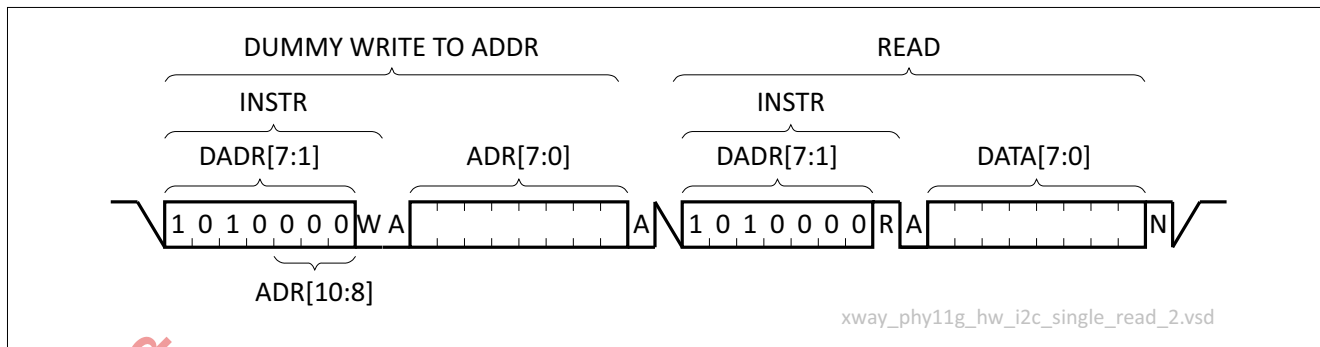 DUMMY WRITE TO ADDR READ
INSTR INSTR
DADR[7:1] ADR[7:0] DADR[7:1] DATA[7:0]
1 0 1 0 0 0 0 W A A 1 0 1 0 0 0 0 R A N
ADR[10:8]
xway_phy11g_hw_i2c_single_read_2.vsd